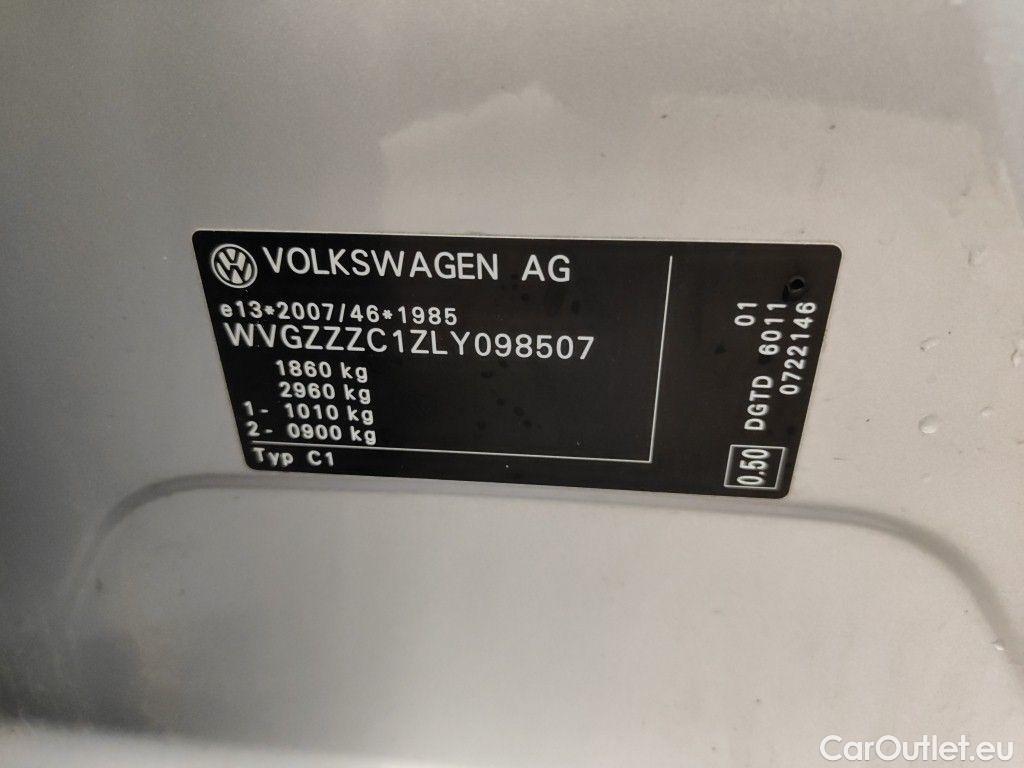 VOLKSWAGEN AG
e13*2007/46*1985
WVGZZZC1ZLY098507
1860 kg
2960 kg
1- 1010 kg
2- 0900 kg
Typ C1
0.50 DGTD 6011 01
0722146
CarOutlet.eu